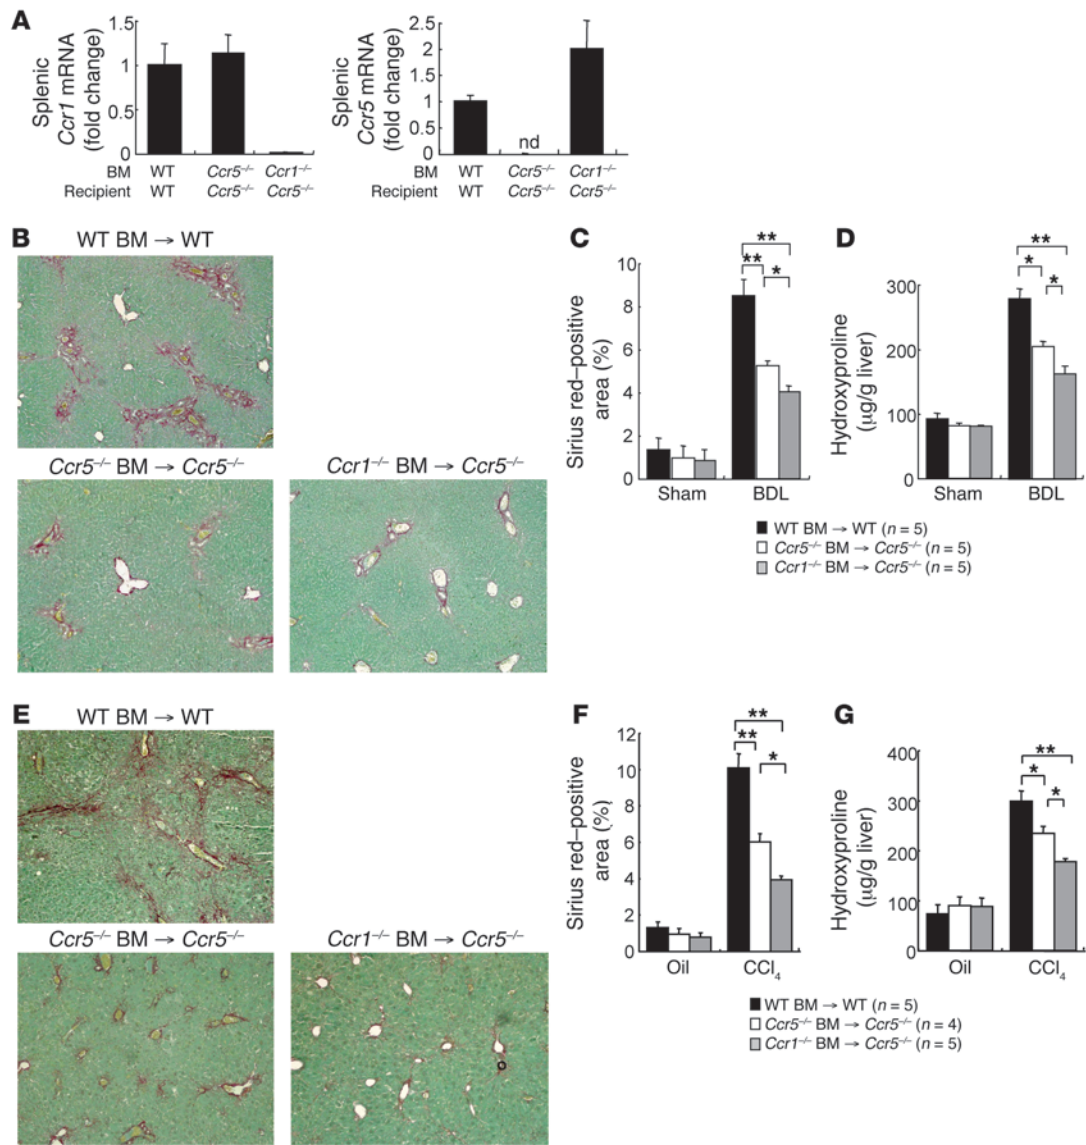 A
Splenic
Ccr1 mRNA
(fold change)
1.5
1
0.5
0
BM WT Ccr5–/– Ccr1–/–
Recipient WT Ccr5–/– Ccr5–/–
Splenic
Ccr5 mRNA
(fold change)
2.5
2
1.5
1
0.5
0
nd
BM WT Ccr5–/– Ccr1–/–
Recipient WT Ccr5–/– Ccr5–/–
B
WT BM → WT
Ccr5–/– BM → Ccr5–/–
Ccr1–/– BM → Ccr5–/–
C
Sirius red–positive
area (%)
10
8
6
4
2
0
**
** *
Sham BDL
D
Hydroxyproline
(µg/g liver)
300
200
100
0
**
* *
Sham BDL
WT BM → WT (n = 5)
Ccr5–/– BM → Ccr5–/– (n = 5)
Ccr1–/– BM → Ccr5–/– (n = 5)
E
WT BM → WT
Ccr5–/– BM → Ccr5–/–
Ccr1–/– BM → Ccr5–/–
F
Sirius red–positive
area (%)
12
10
8
6
4
2
0
**
** *
Oil CCl4
G
Hydroxyproline
(µg/g liver)
400
300
200
100
0
**
* *
Oil CCl4
WT BM → WT (n = 5)
Ccr5–/– BM → Ccr5–/– (n = 4)
Ccr1–/– BM → Ccr5–/– (n = 5)